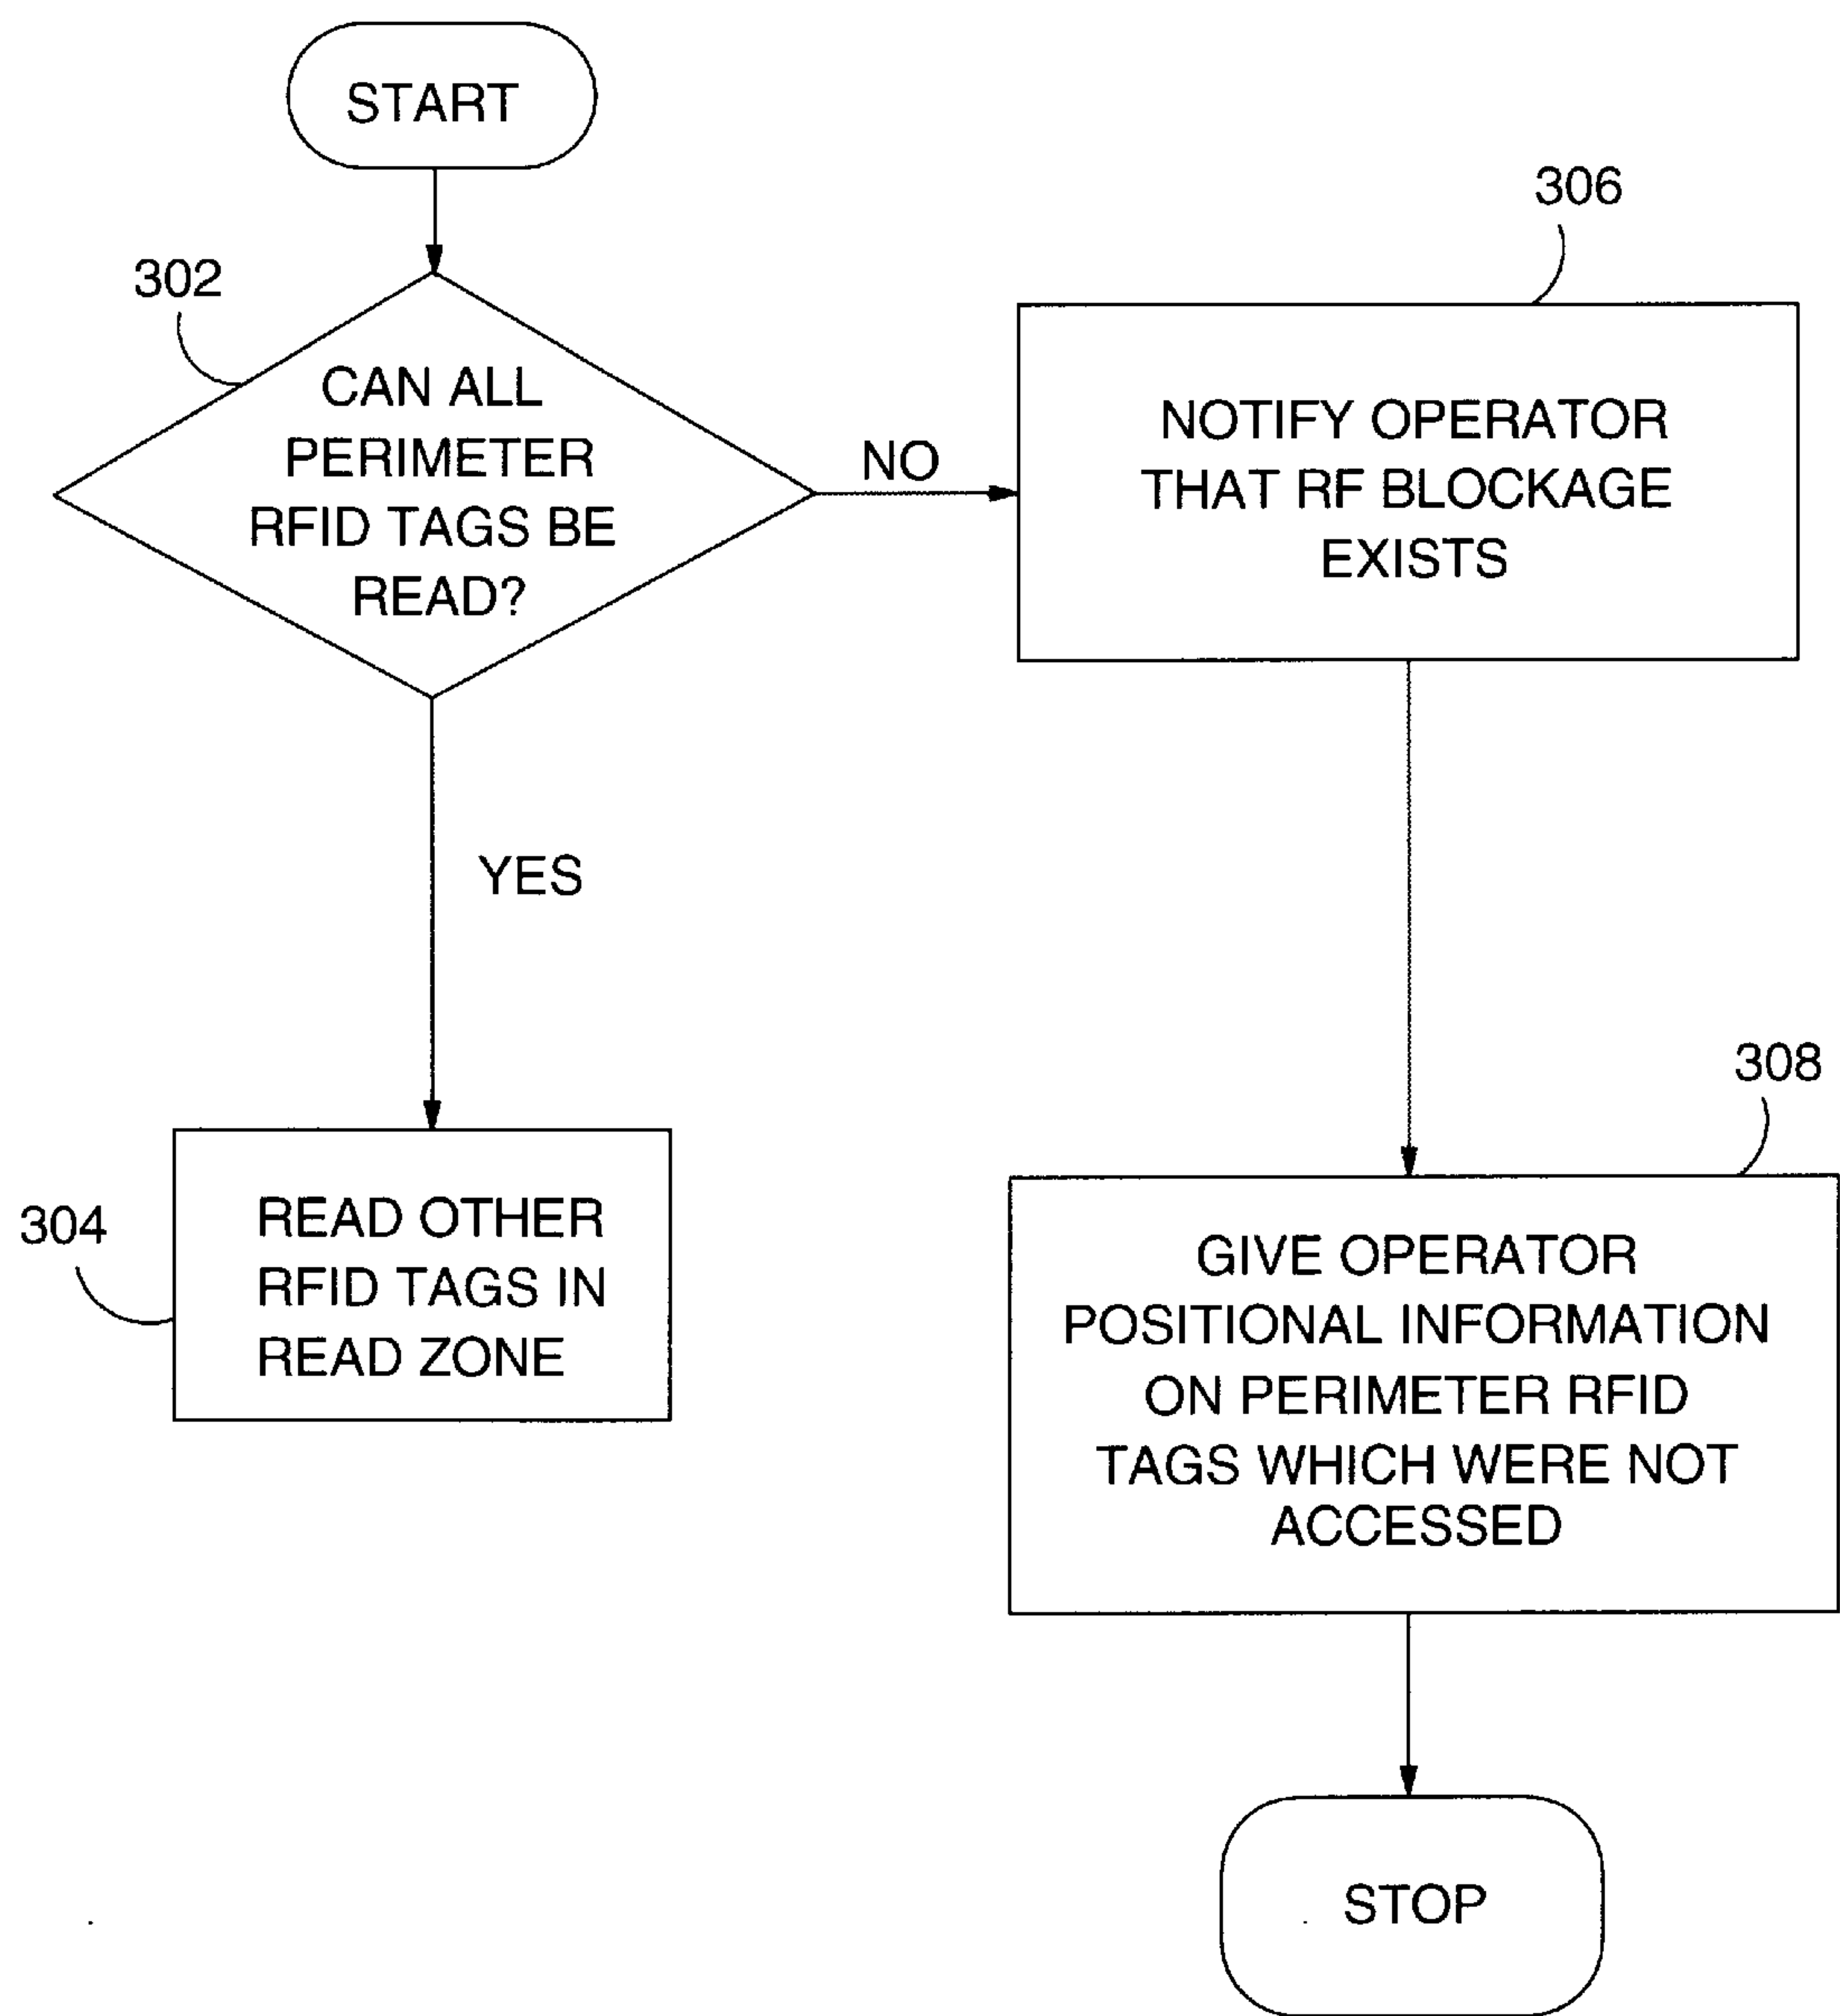 START
302
CAN ALL
PERIMETER
RFID TAGS BE
READ?
NO
306
NOTIFY OPERATOR
THAT RF BLOCKAGE
EXISTS
YES
304
READ OTHER
RFID TAGS IN
READ ZONE
308
GIVE OPERATOR
POSITIONAL INFORMATION
ON PERIMETER RFID
TAGS WHICH WERE NOT
ACCESSED
STOP